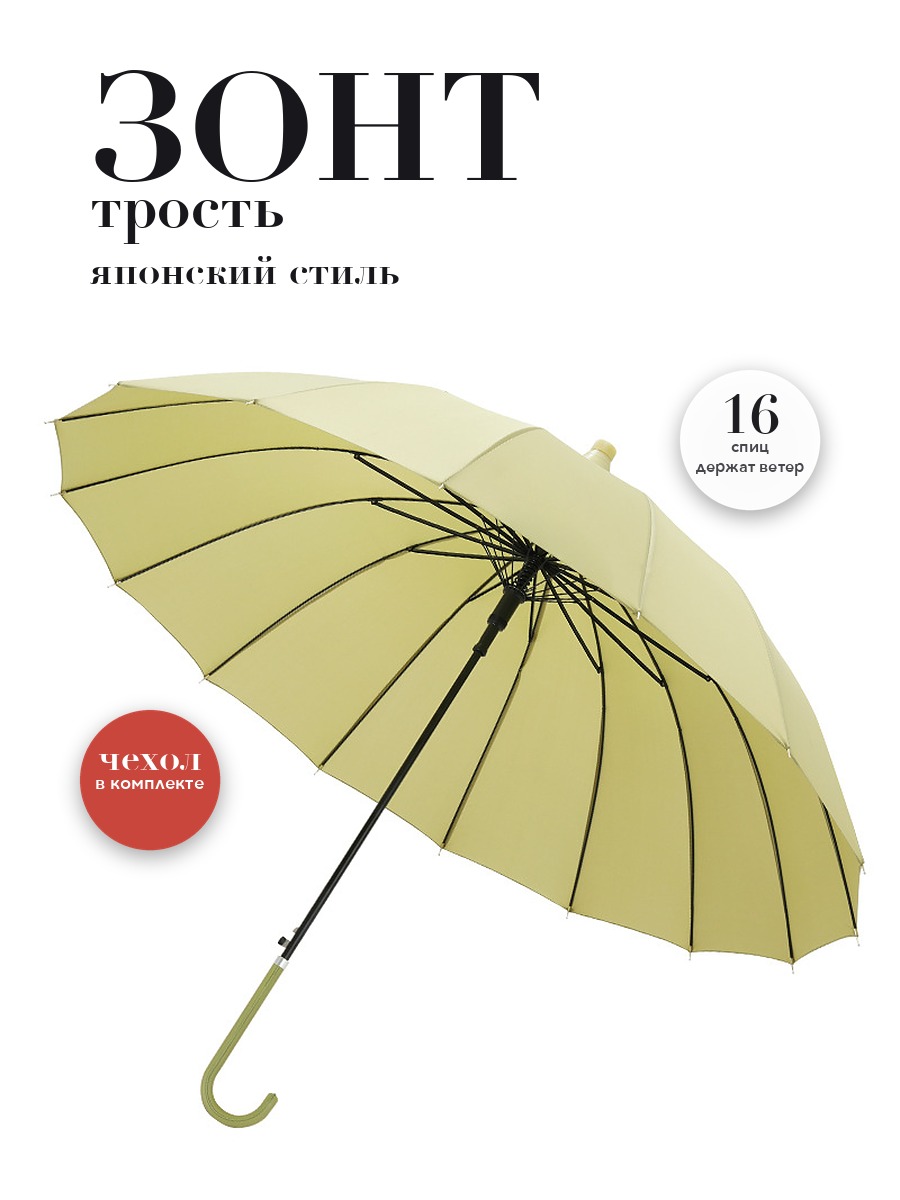 ЗОНТ
трость
японский стиль
16
спиц
держат ветер
чехол
в комплекте